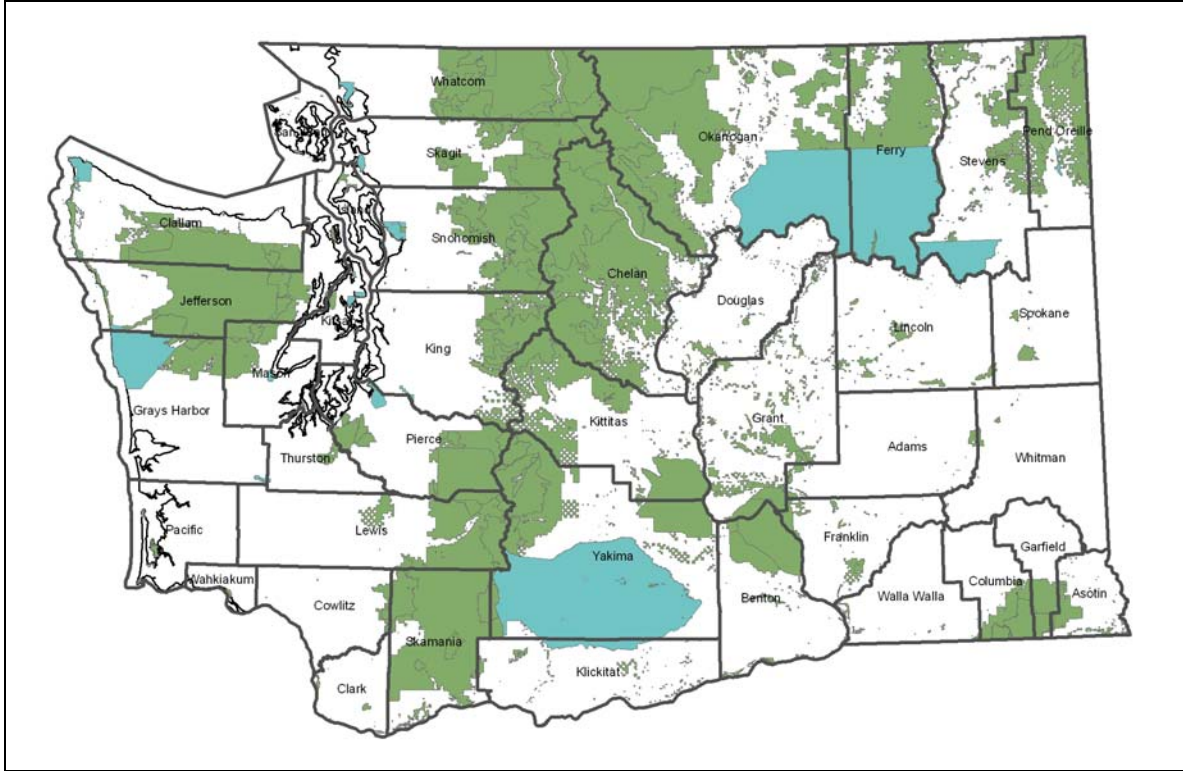 Whatcom
Okanogan
Ferry
Pend Oreille
Skagit
Stevens
Clallam
Snohomish
Chelan
Jefferson
Douglas
Lincoln
Spokane
King
Mason
Grays Harbor
Kittitas
Grant
Pierce
Adams
Thurston
Whitman
Pacific
Lewis
Yakima
Franklin
Garfield
Wahkiakum
Columbia
Asotin
Cowlitz
Benton
Walla Walla
Skamania
Klickitat
Clark